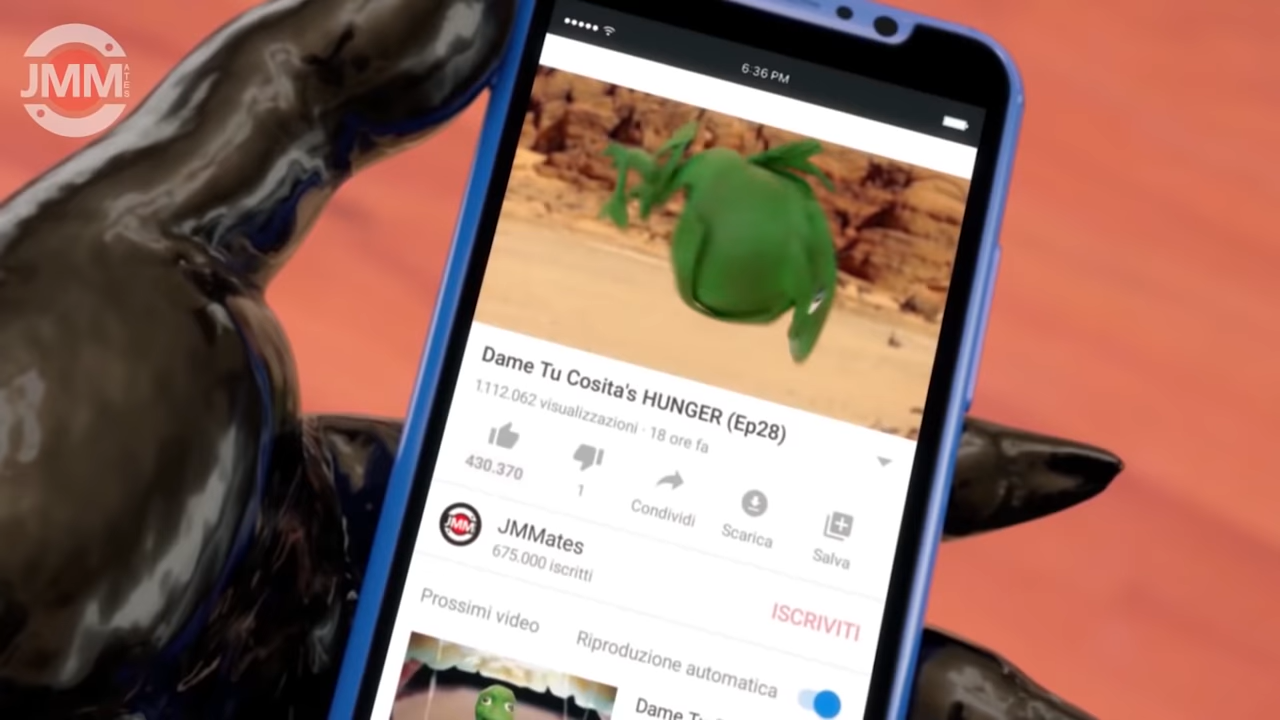 JMM
ATES
6:36 PM
Dame Tu Cosita's HUNGER (Ep28)
1.112.062 visualizzazioni · 18 ore fa
430.370
1
Condividi
Scarica
Salva
JMM
JMMates
675.000 iscritti
ISCRIVITI
Prossimi video
Riproduzione automatica
Dame Tu